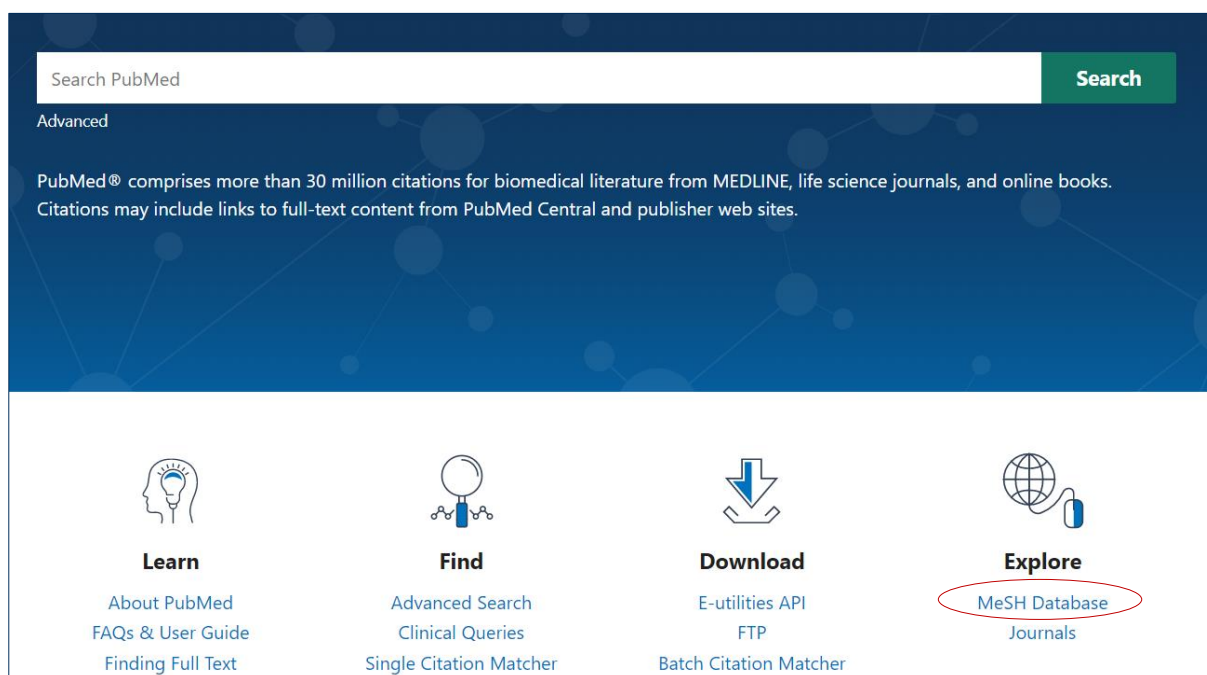 Search PubMed
Search
Advanced
PubMed® comprises more than 30 million citations for biomedical literature from MEDLINE, life science journals, and online books.
Citations may include links to full-text content from PubMed Central and publisher web sites.
Learn
About PubMed
FAQs & User Guide
Finding Full Text
Find
Advanced Search
Clinical Queries
Single Citation Matcher
Download
E-utilities API
FTP
Batch Citation Matcher
Explore
MeSH Database
Journals